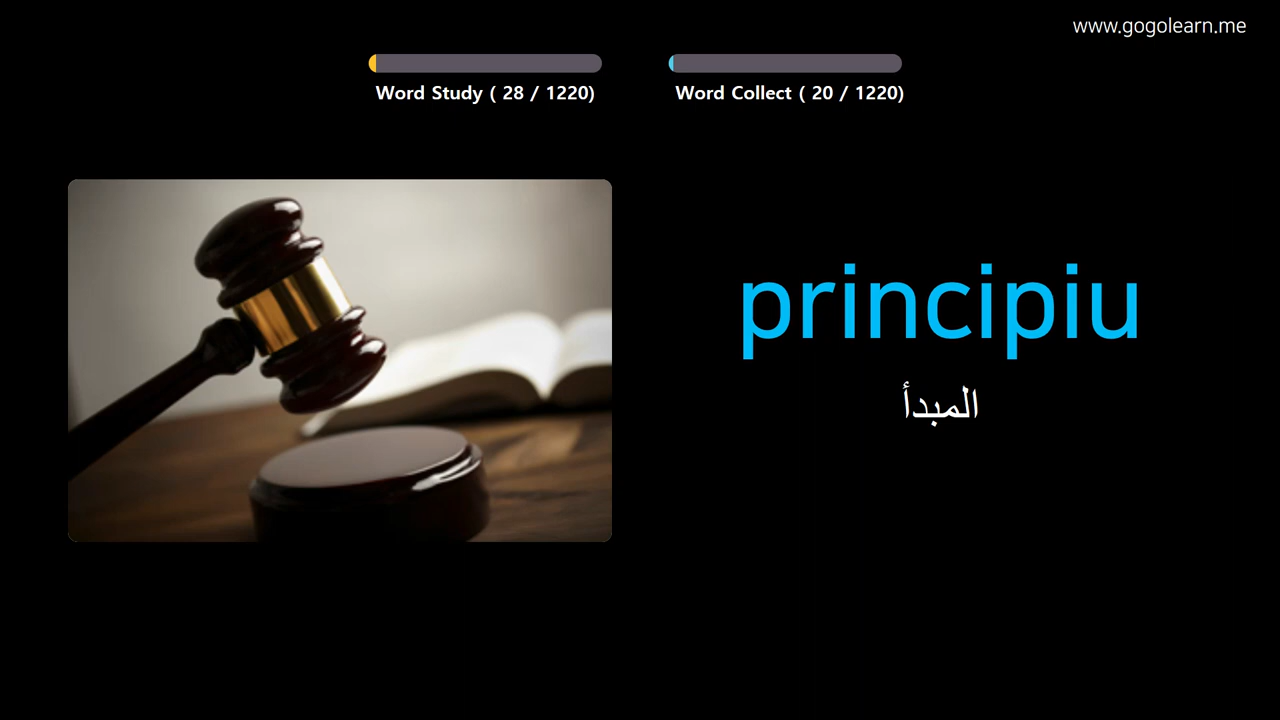 www.gogolearn.me
Word Study ( 28 / 1220)
Word Collect ( 20 / 1220)
principiu
المبدأ